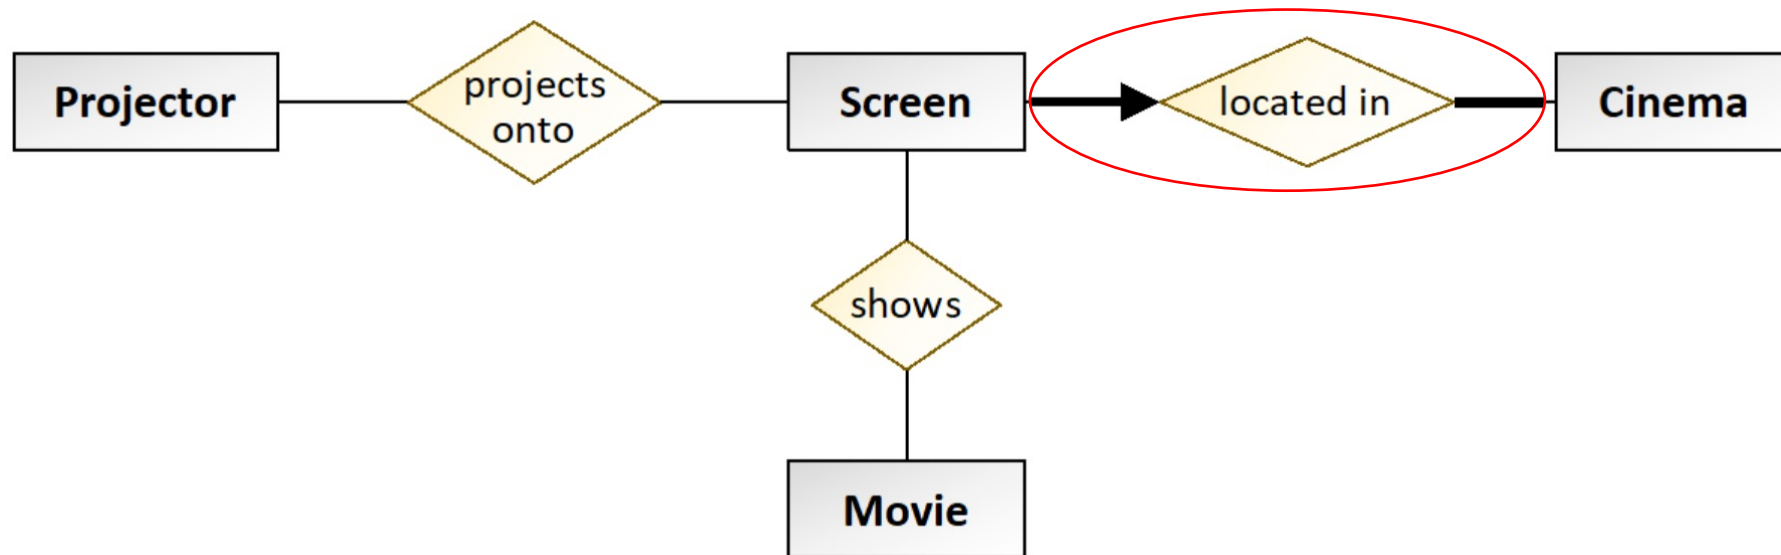 Projector
projects
onto
Screen
located in
Cinema
shows
Movie